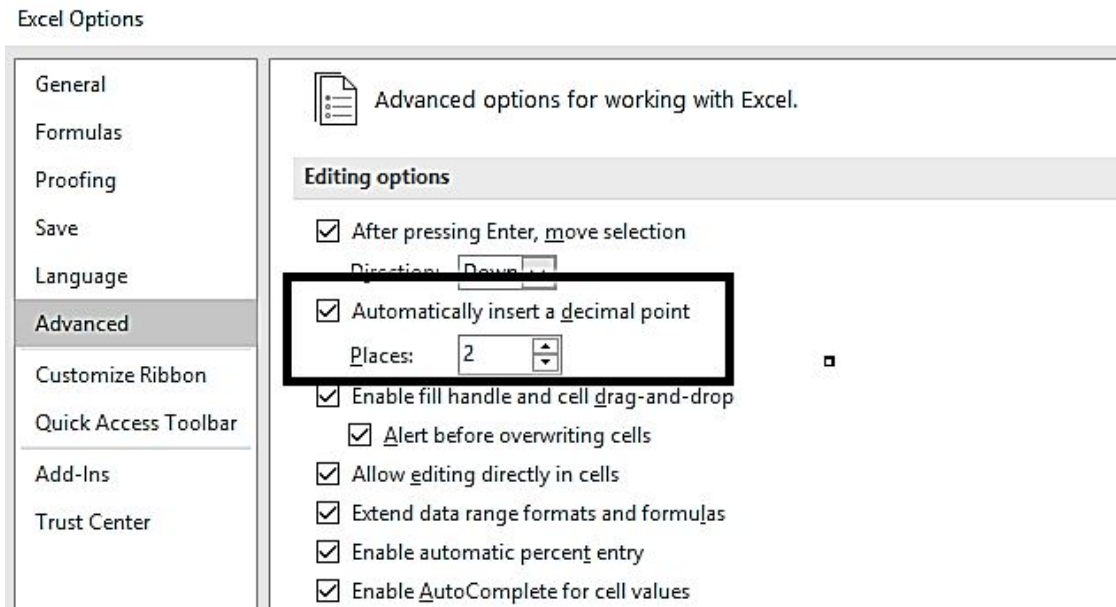 Excel Options
General
Formulas
Proofing
Save
Language
Advanced
Customize Ribbon
Quick Access Toolbar
Add-Ins
Trust Center
Advanced options for working with Excel.
Editing options
After pressing Enter, move selection
Direction: Down
Automatically insert a decimal point
Places: 2
Enable fill handle and cell drag-and-drop
Alert before overwriting cells
Allow editing directly in cells
Extend data range formats and formulas
Enable automatic percent entry
Enable AutoComplete for cell values